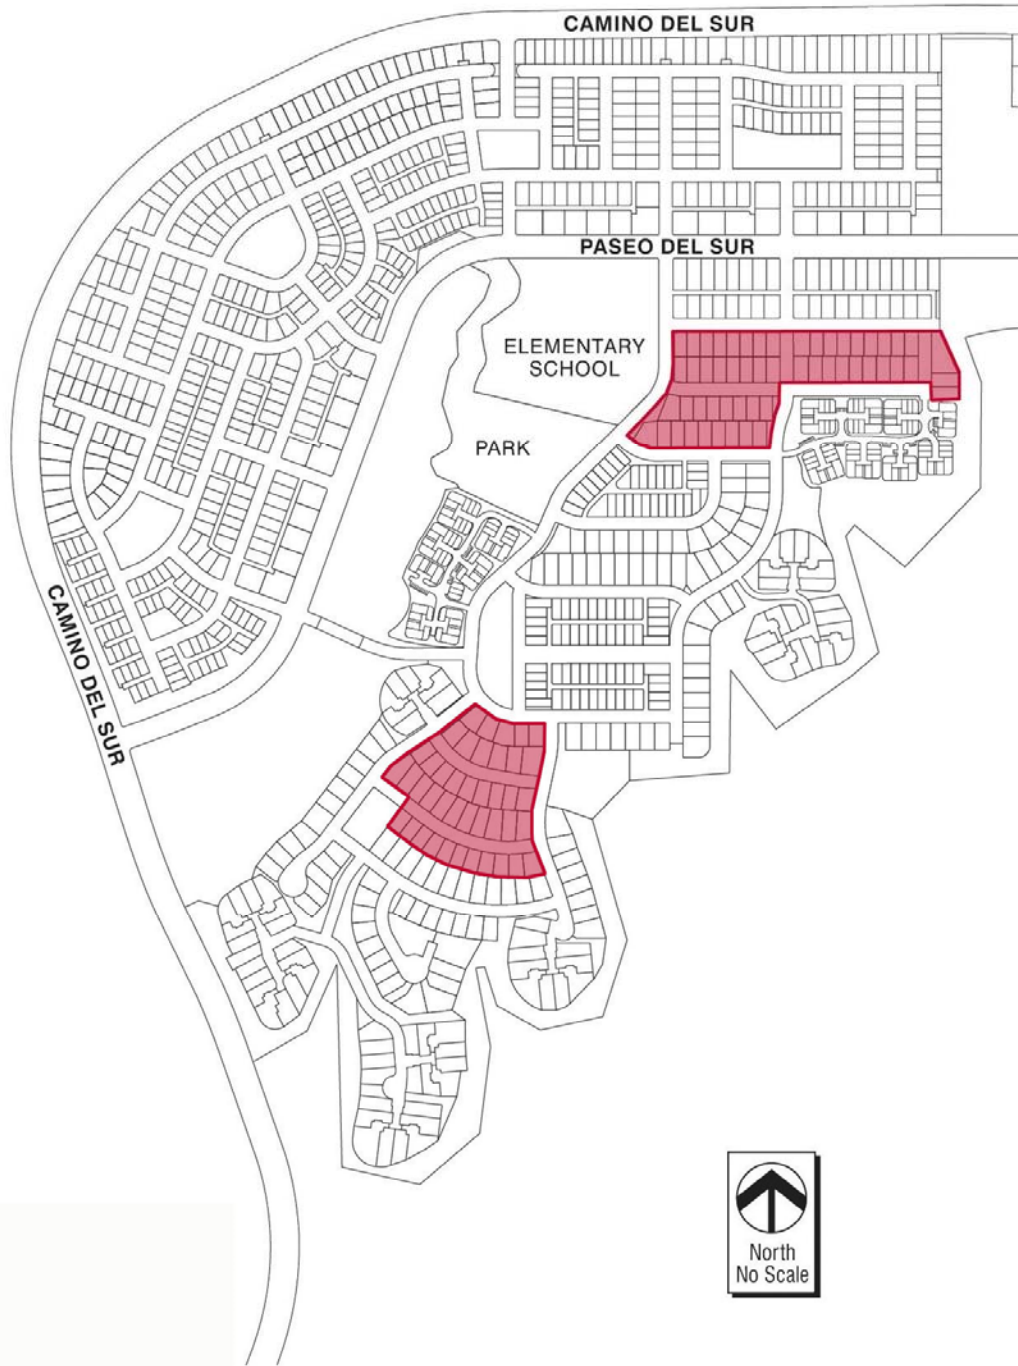 CAMINO DEL SUR
PASEO DEL SUR
ELEMENTARY
SCHOOL
PARK
CAMINO DEL SUR
North
No Scale